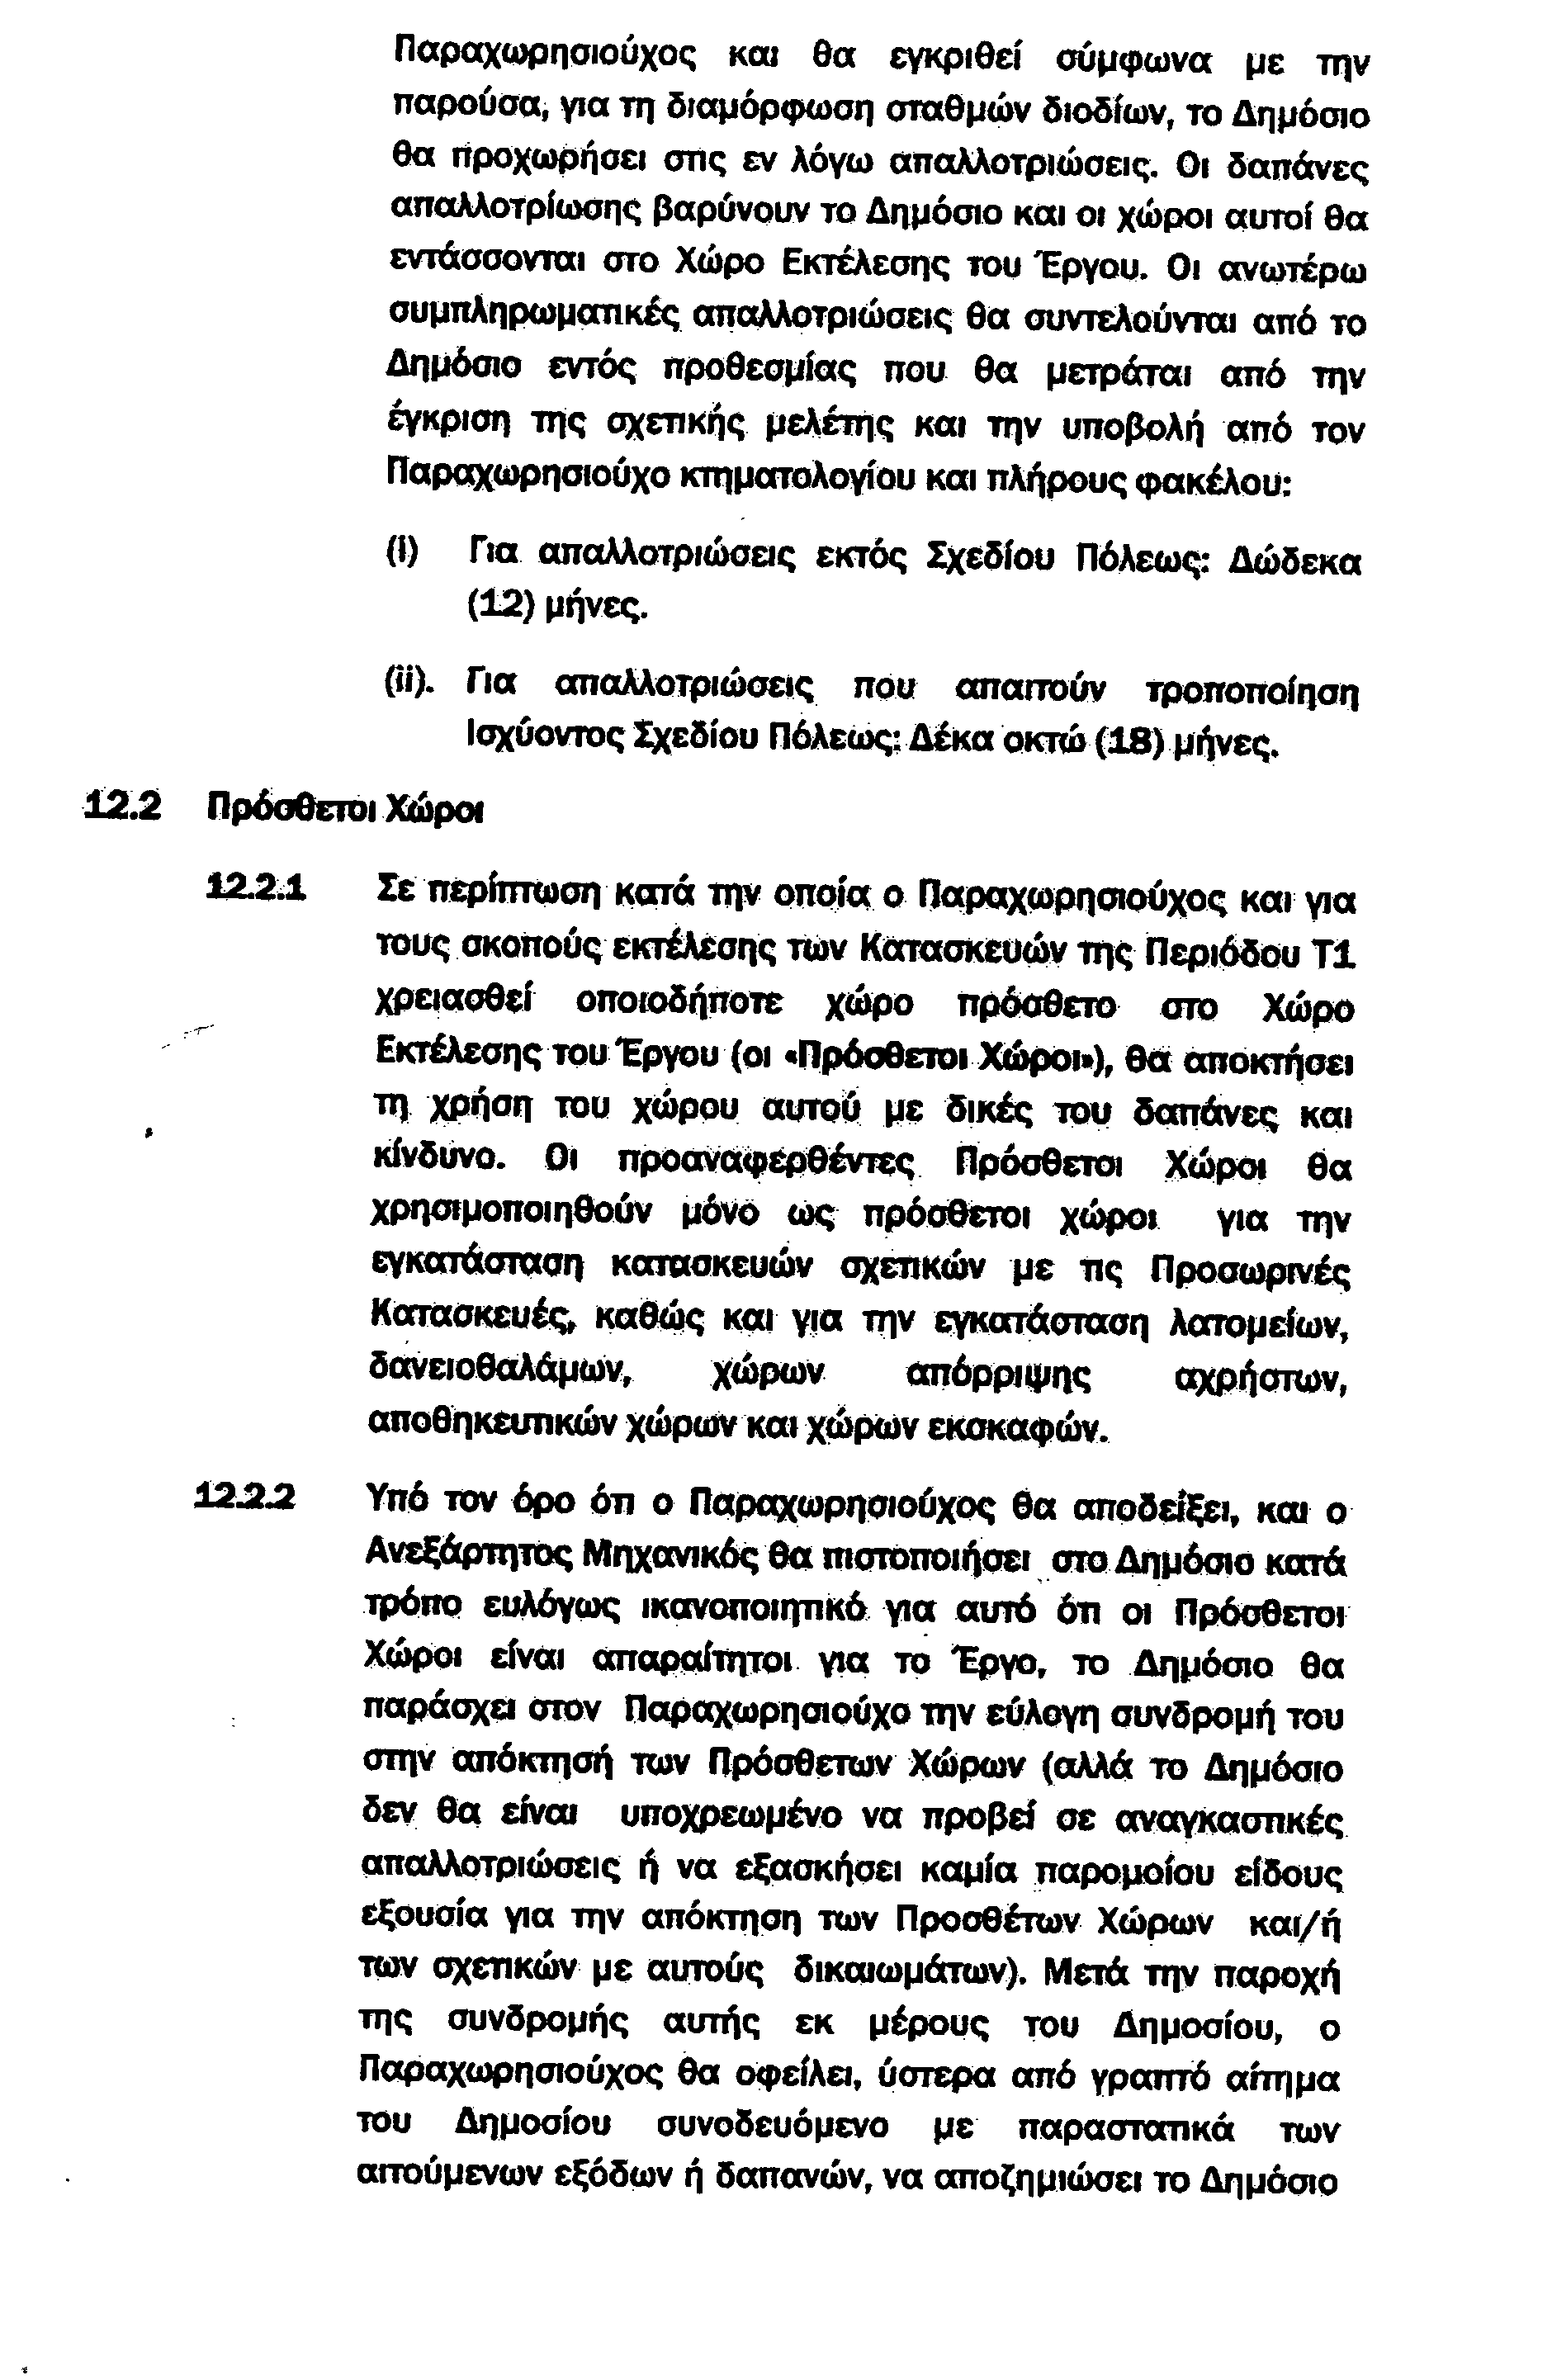 Παραχωρησιούχος και θα εγκριθεί σύμφωνα με την
παρούσα, για τη διαμόρφωση σταθμών διοδίων, το Δημόσιο
θα προχωρήσει στις εν λόγω απαλλοτριώσεις. Οι δαπάνες
απαλλοτρίωσης βαρύνουν το Δημόσιο και οι χώροι αυτοί θα
εντάσσονται στο Χώρο Εκτέλεσης του Έργου. Οι ανωτέρω
συμπληρωματικές απαλλοτριώσεις θα συντελούνται από το
Δημόσιο εντός προθεσμίας που θα μετράται από την
έγκριση της σχετικής μελέτης και την υποβολή από τον
Παραχωρησιούχο κτηματολογίου και πλήρους φακέλου:
(i) Για απαλλοτριώσεις εκτός Σχεδίου Πόλεως: Δώδεκα
(12) μήνες.
(ii). Για απαλλοτριώσεις που απαιτούν τροποποίηση
Ισχύοντος Σχεδίου Πόλεως: Δέκα οκτώ (18) μήνες.
12.2 Πρόσθετοι Χώροι
12.2.1 Σε περίπτωση κατά την οποία ο Παραχωρησιούχος και για
τους σκοπούς εκτέλεσης των Κατασκευών της Περιόδου Τ1
χρειασθεί οποιοδήποτε χώρο πρόσθετο στο Χώρο
Εκτέλεσης του Έργου (οι «Πρόσθετοι Χώροι»), θα αποκτήσει
τη χρήση του χώρου αυτού με δικές του δαπάνες και
κίνδυνο. Οι προαναφερθέντες Πρόσθετοι Χώροι θα
χρησιμοποιηθούν μόνο ως πρόσθετοι χώροι για την
εγκατάσταση κατασκευών σχετικών με τις Προσωρινές
Κατασκευές, καθώς και για την εγκατάσταση λατομείων,
δανειοθαλάμων, χώρων απόρριψης αχρήστων,
αποθηκευτικών χώρων και χώρων εκσκαφών.
12.2.2 Υπό τον όρο ότι ο Παραχωρησιούχος θα αποδείξει, και ο
Ανεξάρτητος Μηχανικός θα πιστοποιήσει στο Δημόσιο κατά
τρόπο ευλόγως ικανοποιητικό για αυτό ότι οι Πρόσθετοι
Χώροι είναι απαραίτητοι για το Έργο, το Δημόσιο θα
παράσχει στον Παραχωρησιούχο την εύλογη συνδρομή του
στην απόκτησή των Πρόσθετων Χώρων (αλλά το Δημόσιο
δεν θα είναι υποχρεωμένο να προβεί σε αναγκαστικές
απαλλοτριώσεις ή να εξασκήσει καμία παρομοίου είδους
εξουσία για την απόκτηση των Προσθέτων Χώρων και/ή
των σχετικών με αυτούς δικαιωμάτων). Μετά την παροχή
της συνδρομής αυτής εκ μέρους του Δημοσίου, ο
Παραχωρησιούχος θα οφείλει, ύστερα από γραπτό αίτημα
του Δημοσίου συνοδευόμενο με παραστατικά των
αιτούμενων εξόδων ή δαπανών, να αποζημιώσει το Δημόσιο